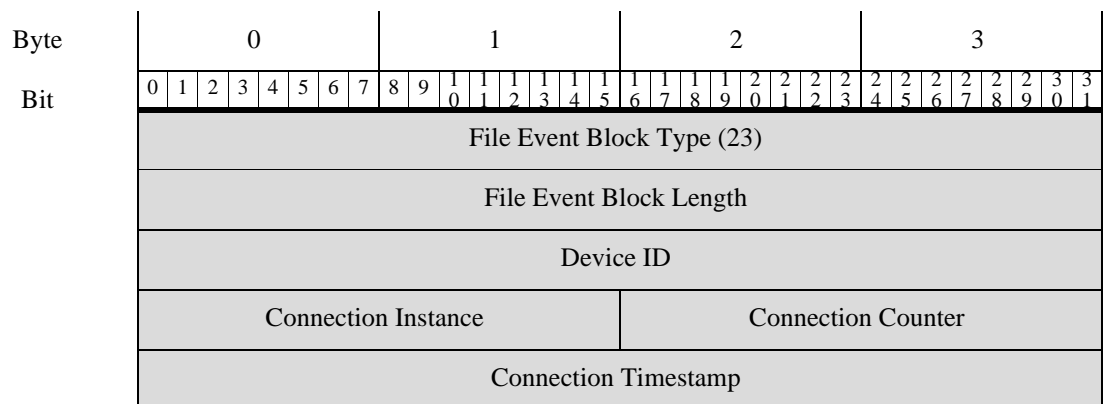 Byte 0 1 2 3
Bit 0 1 2 3 4 5 6 7 8 9 10 11 12 13 14 15 16 17 18 19 20 21 22 23 24 25 26 27 28 29 30 31
File Event Block Type (23)
File Event Block Length
Device ID
Connection Instance Connection Counter
Connection Timestamp